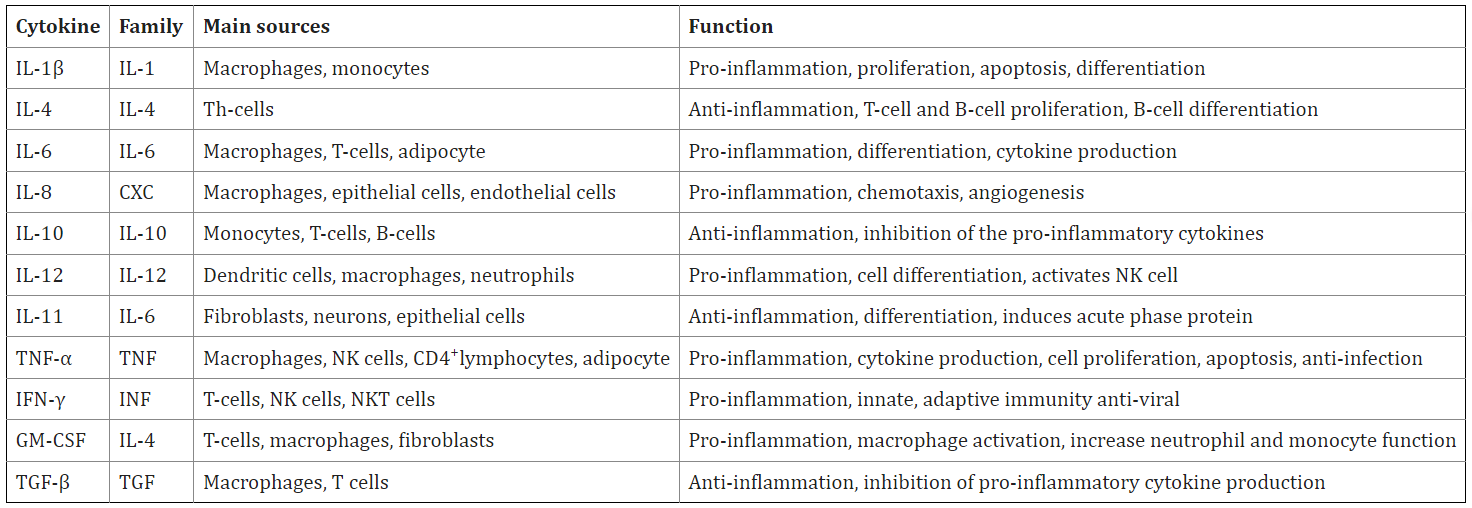 Cytokine Family Main sources Function
IL-1β IL-1 Macrophages, monocytes Pro-inflammation, proliferation, apoptosis, differentiation
IL-4 IL-4 Th-cells Anti-inflammation, T-cell and B-cell proliferation, B-cell differentiation
IL-6 IL-6 Macrophages, T-cells, adipocyte Pro-inflammation, differentiation, cytokine production
IL-8 CXC Macrophages, epithelial cells, endothelial cells Pro-inflammation, chemotaxis, angiogenesis
IL-10 IL-10 Monocytes, T-cells, B-cells Anti-inflammation, inhibition of the pro-inflammatory cytokines
IL-12 IL-12 Dendritic cells, macrophages, neutrophils Pro-inflammation, cell differentiation, activates NK cell
IL-11 IL-6 Fibroblasts, neurons, epithelial cells Anti-inflammation, differentiation, induces acute phase protein
TNF-α TNF Macrophages, NK cells, CD4⁺lymphocytes, adipocyte Pro-inflammation, cytokine production, cell proliferation, apoptosis, anti-infection
IFN-γ INF T-cells, NK cells, NKT cells Pro-inflammation, innate, adaptive immunity anti-viral
GM-CSF IL-4 T-cells, macrophages, fibroblasts Pro-inflammation, macrophage activation, increase neutrophil and monocyte function
TGF-β TGF Macrophages, T cells Anti-inflammation, inhibition of pro-inflammatory cytokine production